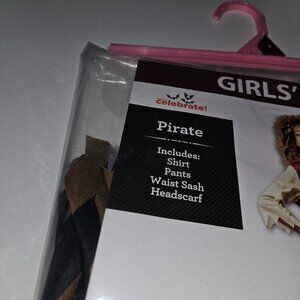 GIRLS'
celebrate!
Pirate
Includes:
Shirt
Pants
Waist Sash
Headscarf